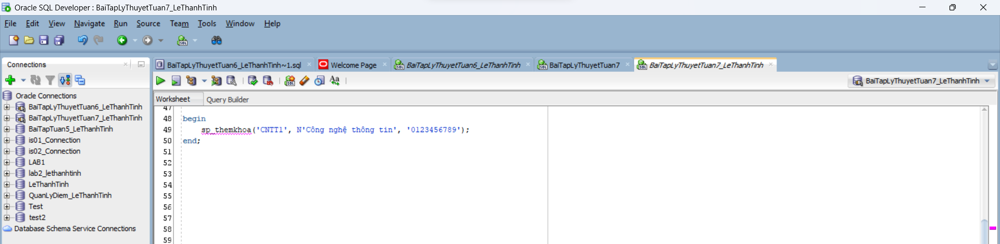 Oracle SQL Developer : BaiTapLyThuyetTuan7_LeThanhTinh
File Edit View Navigate Run Source Team Tools Window Help
Connections
BaiTapLyThuyetTuan6_LeThanhTinh~1.sql Welcome Page BaiTapLyThuyetTuan6_LeThanhTinh BaiTapLyThuyetTuan7 BaiTapLyThuyetTuan7_LeThanhTinh
BaiTapLyThuyetTuan7_LeThanhTinh
Worksheet Query Builder
Oracle Connections
BaiTapLyThuyetTuan6_LeThanhTinh
BaiTapLyThuyetTuan7_LeThanhTinh
BaiTapTuan5_LeThanhTinh
is01_Connection
is02_Connection
LAB1
lab2_lethanhtinh
LeThanhTinh
QuanLyDiem_LeThanhTinh
Test
test2
Database Schema Service Connections
47
48 begin
49 sp_themkhoa('CNTT1', N'Công nghệ thông tin', '0123456789');
50 end;
51
52
53
54
55
56
57
58
59